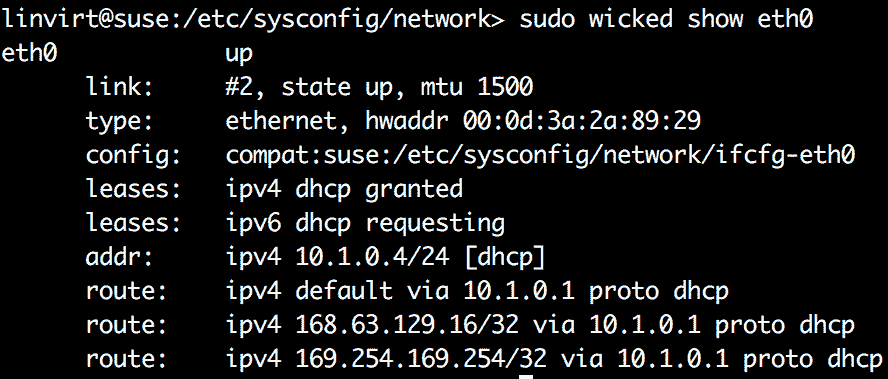 linvirt@suse:/etc/sysconfig/network> sudo wicked show eth0
eth0            up
      link:     #2, state up, mtu 1500
      type:     ethernet, hwaddr 00:0d:3a:2a:89:29
      config:   compat:suse:/etc/sysconfig/network/ifcfg-eth0
      leases:   ipv4 dhcp granted
      leases:   ipv6 dhcp requesting
      addr:     ipv4 10.1.0.4/24 [dhcp]
      route:    ipv4 default via 10.1.0.1 proto dhcp
      route:    ipv4 168.63.129.16/32 via 10.1.0.1 proto dhcp
      route:    ipv4 169.254.169.254/32 via 10.1.0.1 proto dhcp